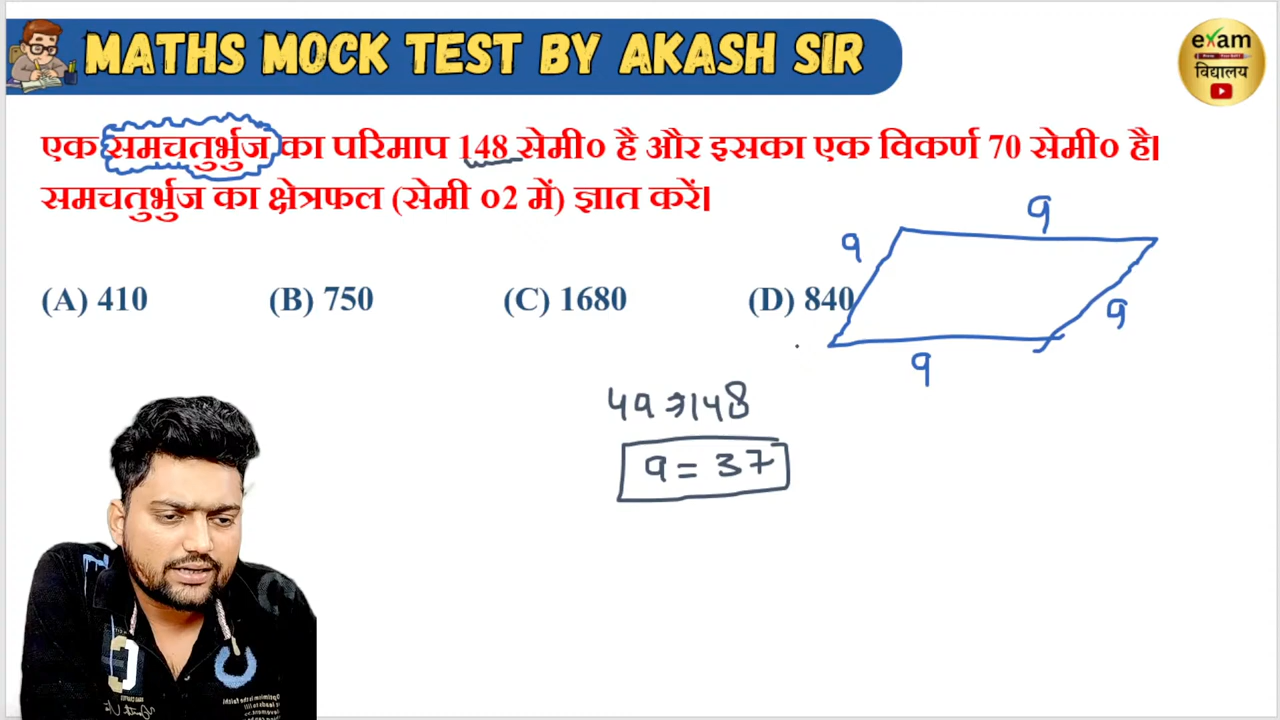 MATHS MOCK TEST BY AKASH SIR
exam
विद्यालय
एक समचतुर्भुज का परिमाप 148 सेमी० है और इसका एक विकर्ण 70 सेमी० है।
समचतुर्भुज का क्षेत्रफल (सेमी ०2 में) ज्ञात करें।
(A) 410 (B) 750 (C) 1680 (D) 840
a
a
a
a
4a ⇒ 148
a = 37